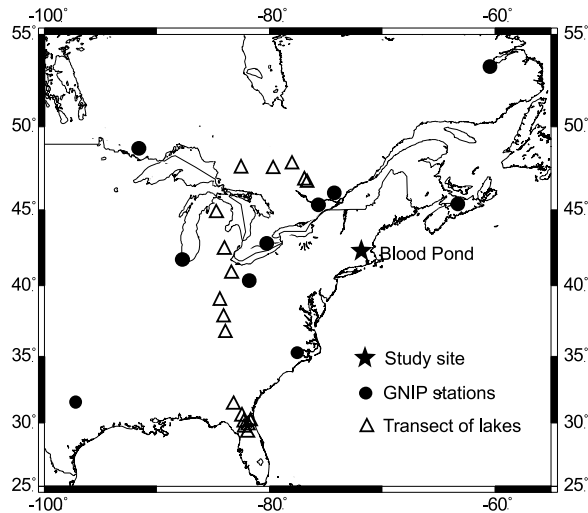 -100° -80° -60°
55° 55°
50° 50°
45° 45°
Blood Pond
40° 40°
35° 35°
Study site
GNIP stations
30° 30°
Transect of lakes
25° 25°
-100° -80° -60°